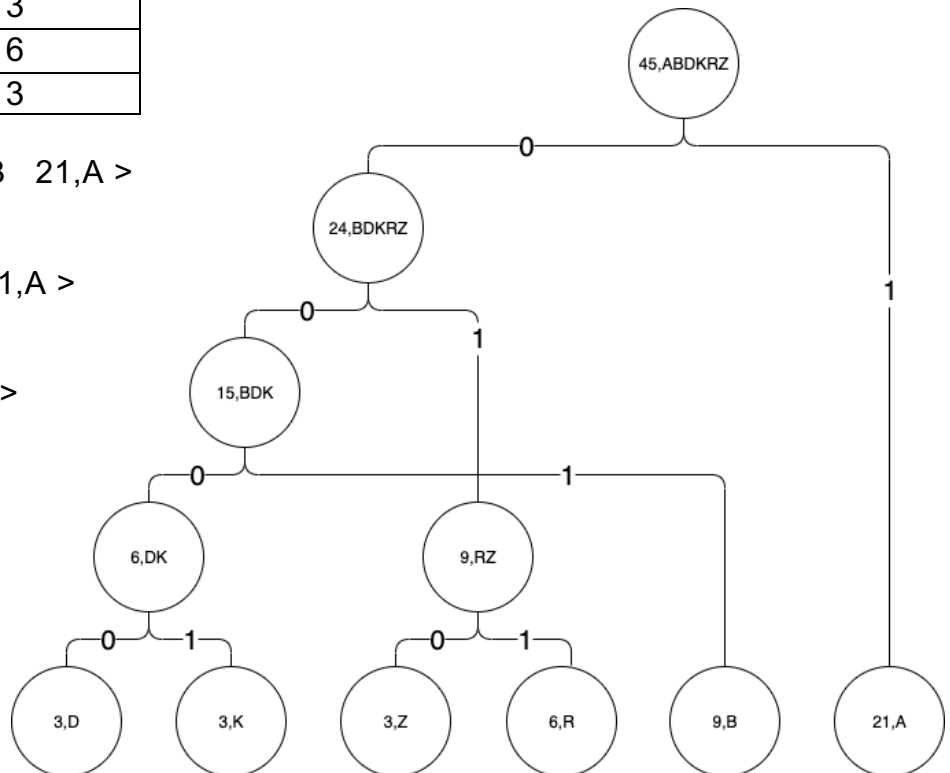 3
6
3
21,A >
1,A >
>
45,ABDKRZ
0
24,BDKRZ
1
0
1
15,BDK
0
1
6,DK
9,RZ
0
1
0
1
3,D
3,K
3,Z
6,R
9,B
21,A